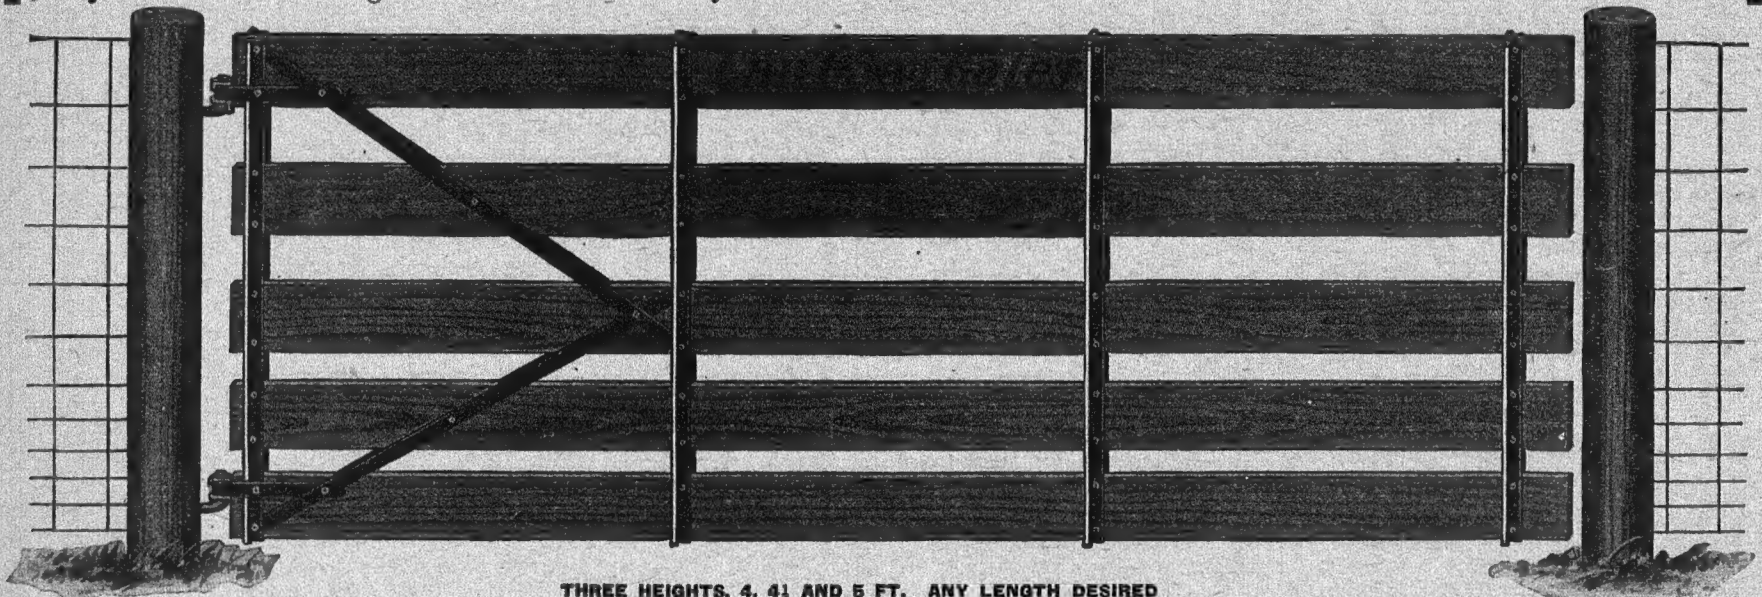 THREE HEIGHTS, 4, 4½ AND 5 FT. ANY LENGTH DESIRED